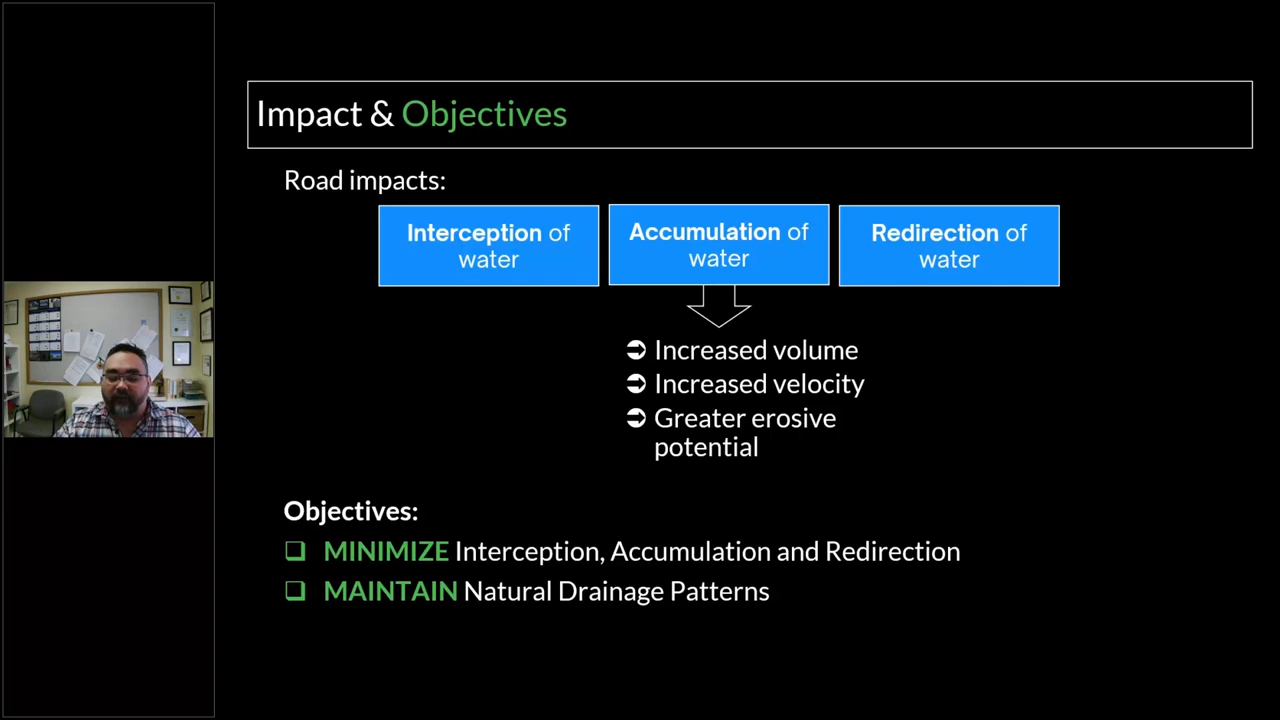 Impact & Objectives
Road impacts:
Interception of
water
Accumulation of
water
Redirection of
water
Increased volume
Increased velocity
Greater erosive
potential
Objectives:
MINIMIZE Interception, Accumulation and Redirection
MAINTAIN Natural Drainage Patterns